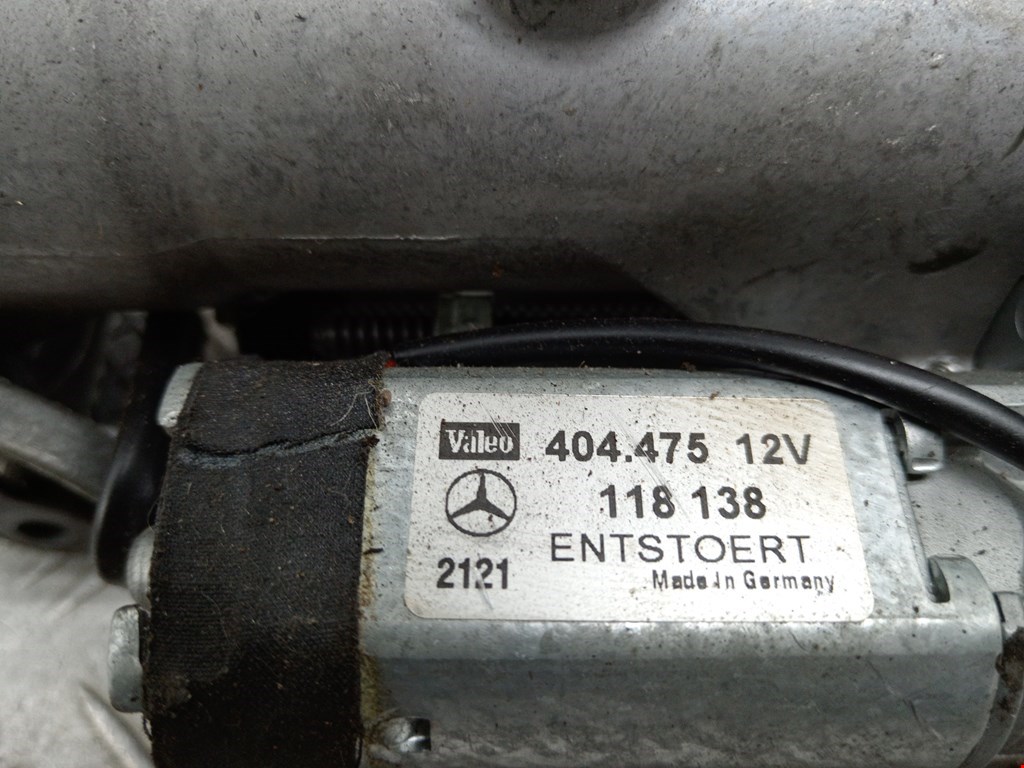 Valeo 404.475 12V
118 138
ENTSTOERT
2121 Made in Germany